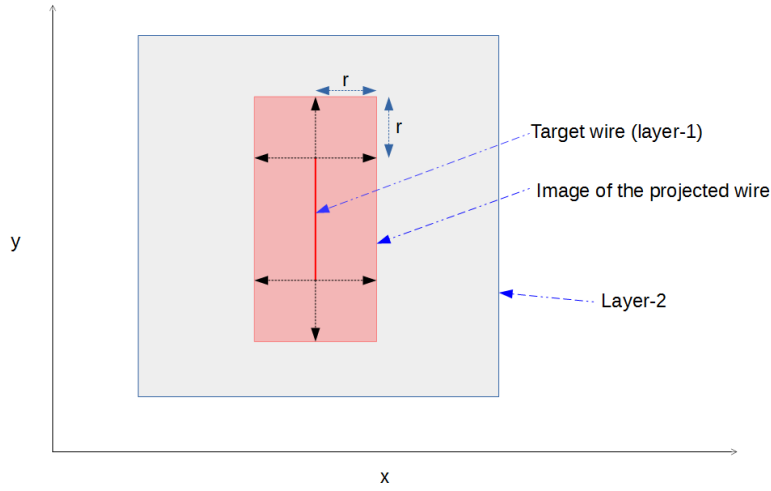 r
r
Target wire (layer-1)
Image of the projected wire
y
Layer-2
x